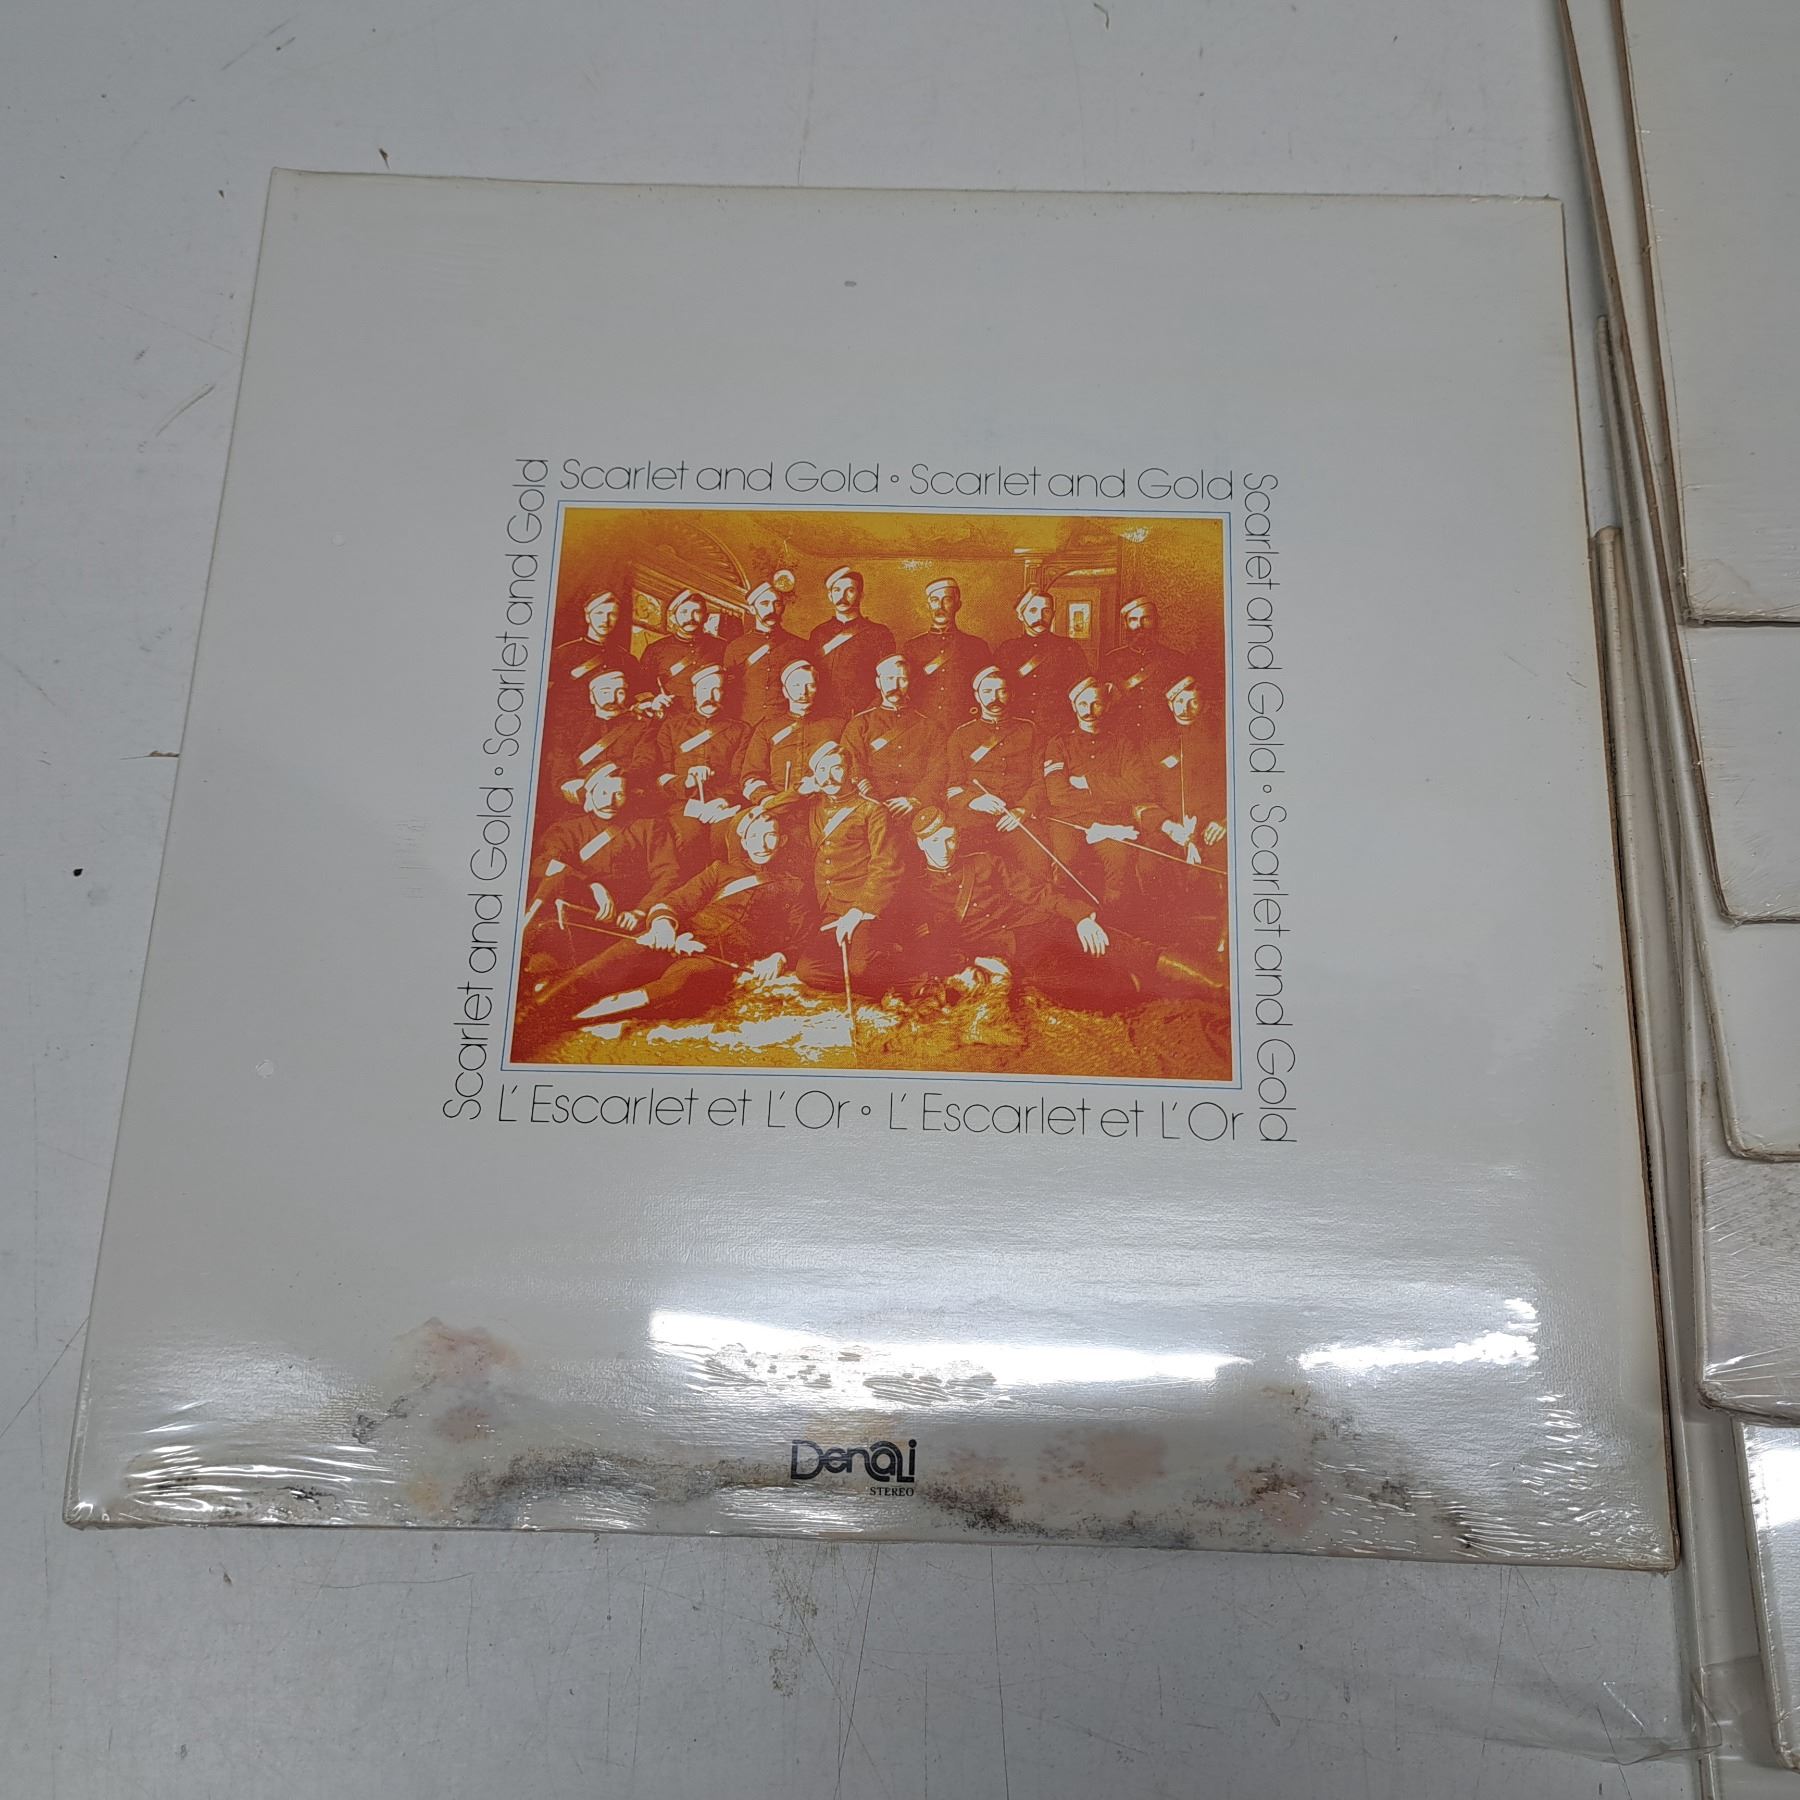 Scarlet and Gold ∘ Scarlet and Gold
Scarlet and Gold ∘ Scarlet and Gold
Scarlet and Gold ∘ Scarlet and Gold
L' Escarlet et L'Or ∘ L' Escarlet et L'Or
Denali
STEREO